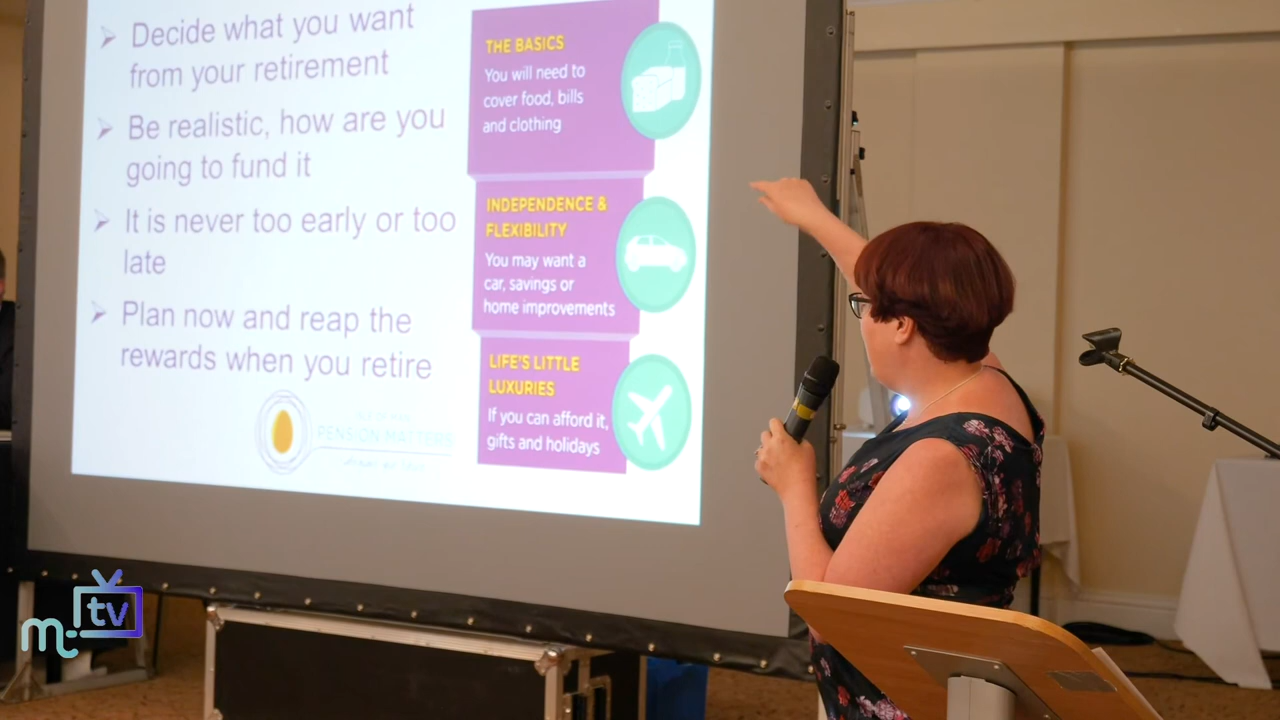 Decide what you want
from your retirement
Be realistic, how are you
going to fund it
It is never too early or too
late
Plan now and reap the
rewards when you retire
PENSION MATTERS
THE BASICS
You will need to
cover food, bills
and clothing
INDEPENDENCE &
FLEXIBILITY
You may want a
car, savings or
home improvements
LIFE'S LITTLE
LUXURIES
If you can afford it,
gifts and holidays
mi
tv